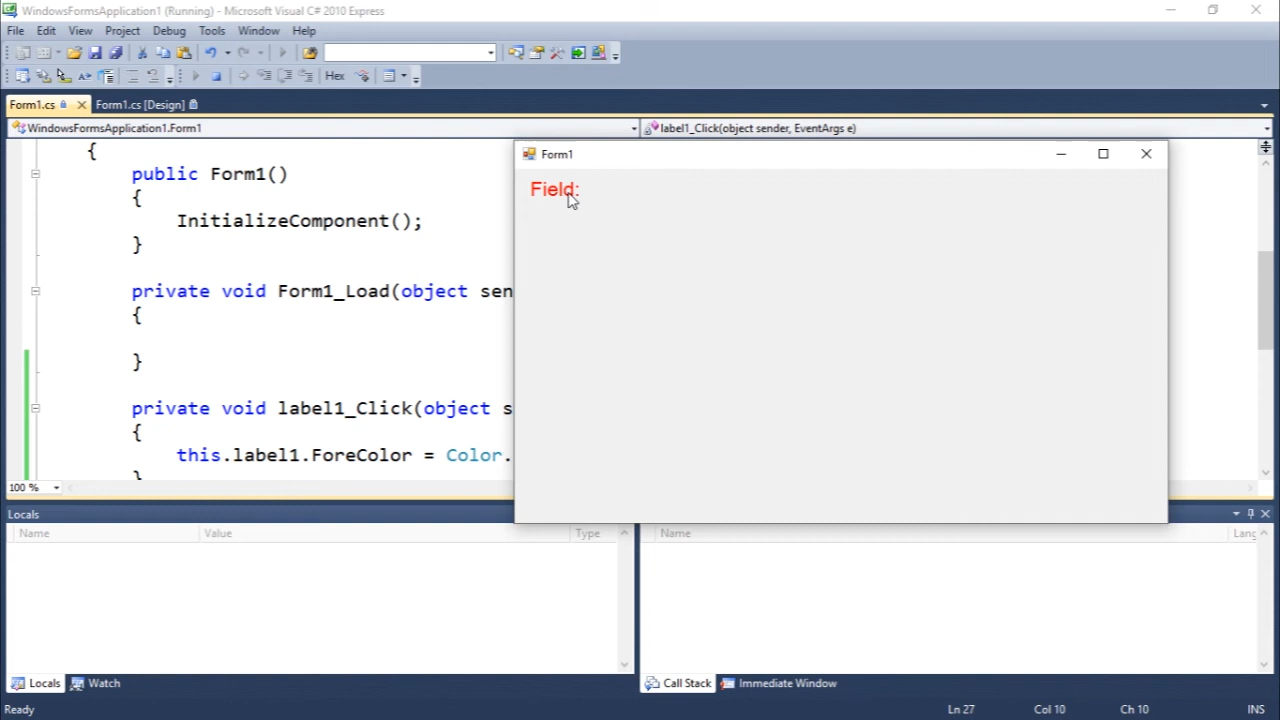 WindowsFormsApplication1 (Running) - Microsoft Visual C# 2010 Express
File Edit View Project Debug Tools Window Help
Hex
Form1.cs Form1.cs [Design]
WindowsFormsApplication1.Form1 label1_Click(object sender, EventArgs e)
{
public Form1()
{
InitializeComponent();
}
private void Form1_Load(object sen
{
}
private void label1_Click(object s
{
this.label1.ForeColor = Color.
}
100 %
Form1
Field:
Locals
Name Value Type
Name Lang
Locals Watch
Call Stack Immediate Window
Ready Ln 27 Col 10 Ch 10 INS